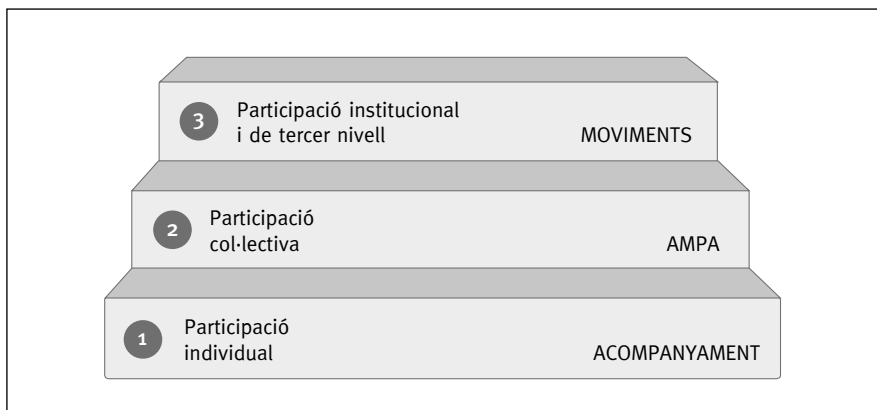 3
Participació institucional
i de tercer nivell
MOVIMENTS
2
Participació
col·lectiva
AMPA
1
Participació
individual
ACOMPANYAMENT